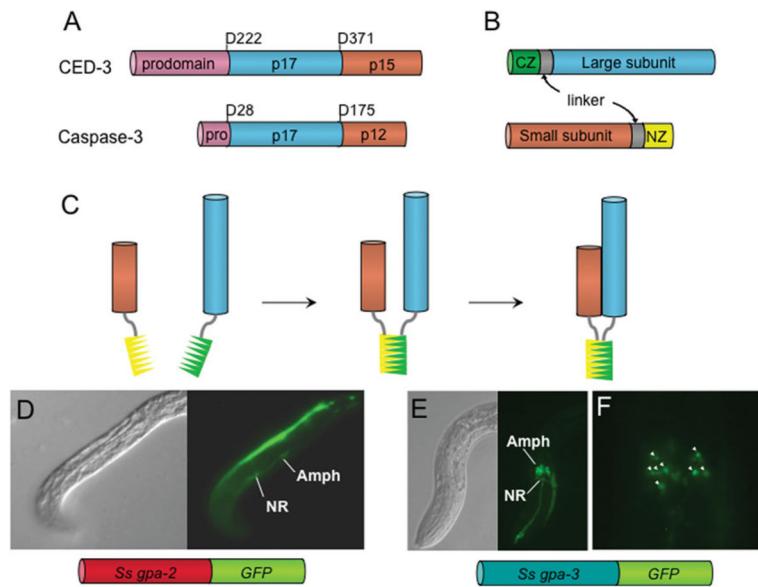 A
B
D222 D371
CED-3 prodomain p17 p15
CZ Large subunit
linker
D28 D175
Caspase-3 pro p17 p12
Small subunit NZ
C
D
E
F
Amph
NR
Amph
NR
Ss gpa-2 GFP
Ss gpa-3 GFP